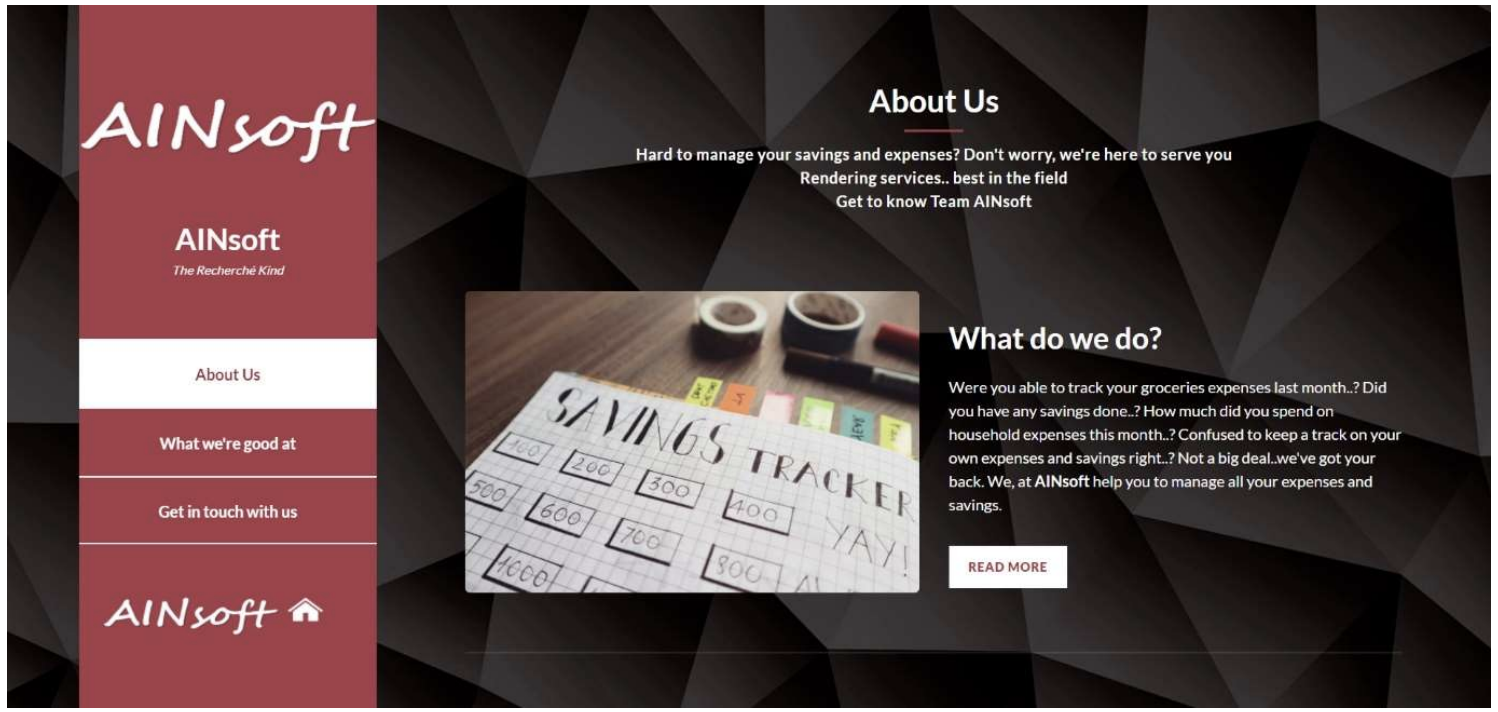 AINsoft
AINsoft
The Recherché Kind
About Us
What we're good at
Get in touch with us
AINsoft
About Us
Hard to manage your savings and expenses? Don't worry, we're here to serve you
Rendering services.. best in the field
Get to know Team AINsoft
SAVINGS TRACKER
YAY!
100 200 300 400
500 600 700 800
1000
What do we do?
Were you able to track your groceries expenses last month..? Did
you have any savings done..? How much did you spend on
household expenses this month..? Confused to keep a track on your
own expenses and savings right..? Not a big deal..we've got your
back. We, at AINsoft help you to manage all your expenses and
savings.
READ MORE